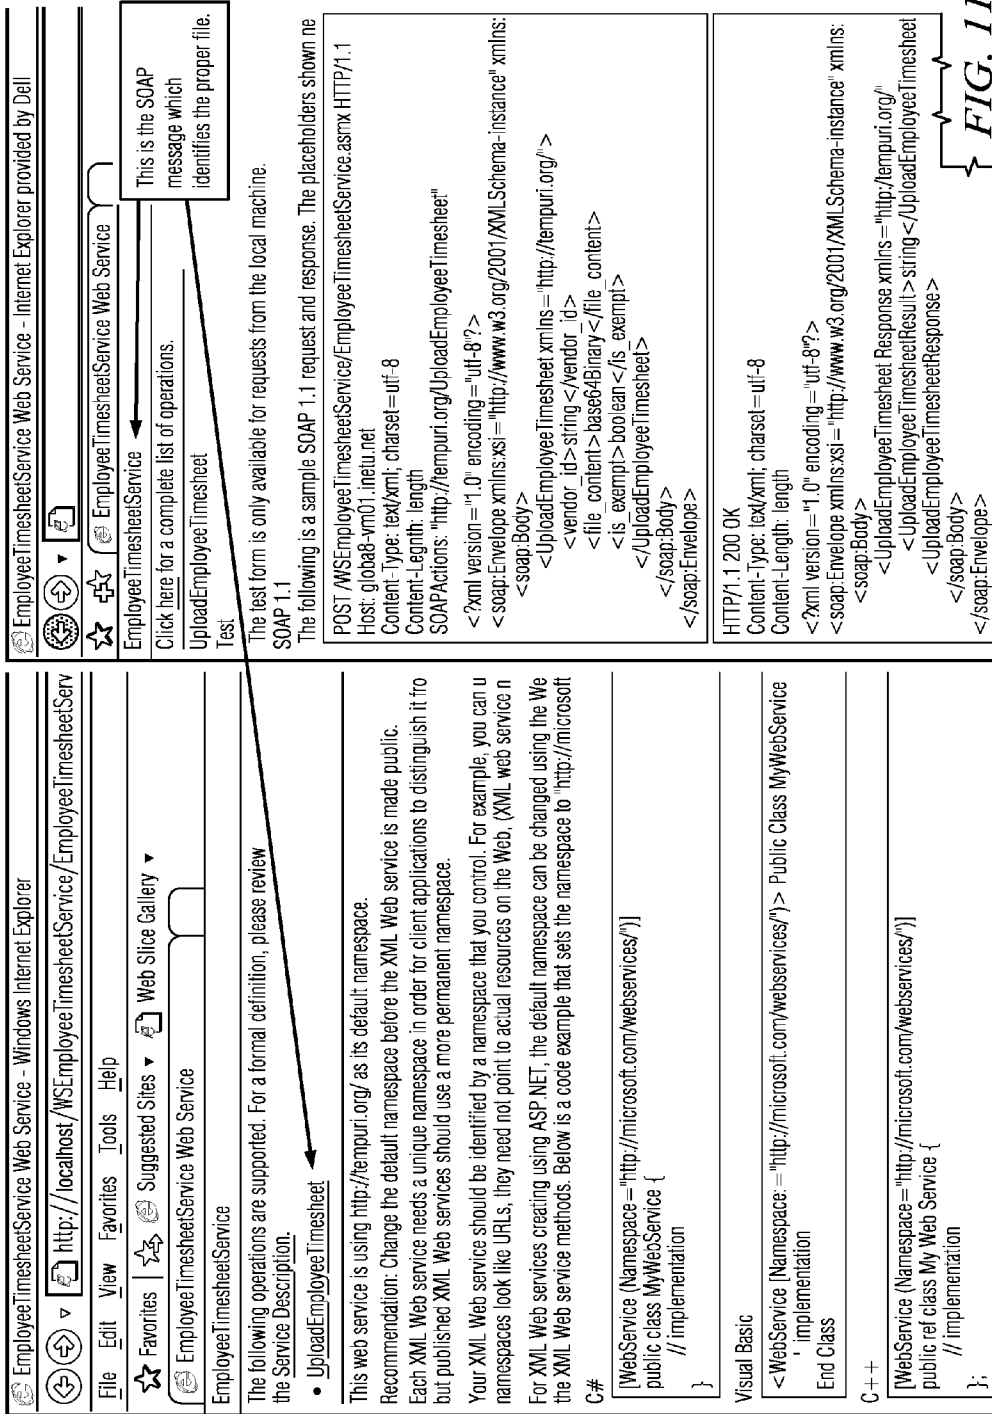 EmployeeTimesheetService Web Service - Windows Internet Explorer
http://localhost/WSEmployeeTimesheetService/EmployeeTimesheetServ
File Edit View Favorites Tools Help
Favorites Suggested Sites ▾ Web Slice Gallery ▾
EmployeeTimesheetService Web Service
EmployeeTimesheetService
The following operations are supported. For a formal definition, please review
the Service Description.
• UploadEmployeeTimesheet
This web service is using http://tempuri.org/ as its default namespace.
Recommendation: Change the default namespace before the XML Web service is made public.
Each XML Web service needs a unique namespace in order for client applications to distinguish it fro
but published XML Web services should use a more permanent namespace.
Your XML Web service should be identified by a namespace that you control. For example, you can u
namespaces look like URLs, they need not point to actual resources on the Web, (XML web service n
For XML Web services creating using ASP.NET, the default namespace can be changed using the We
the XML Web service methods. Below is a code example that sets the namespace to "http://microsoft
C#
[WebService (Namespace="http://microsoft.com/webservices/")]
public class MyWebService {
// implementation
}
Visual Basic
<WebService [Namespace:="http://microsoft.com/webservices/")> Public Class MyWebService
' implementation
End Class
C++
[WebService (Namespace="http://microsoft.com/webservices/")]
public ref class My Web Service {
// implementation
};
EmployeeTimesheetService Web Service - Internet Explorer provided by Dell
EmployeeTimesheetService Web Service
EmployeeTimesheetService
Click here for a complete list of operations.
UploadEmployeeTimesheet
Test
This is the SOAP
message which
identifies the proper file.
The test form is only available for requests from the local machine.
SOAP 1.1
The following is a sample SOAP 1.1 request and response. The placeholders shown ne
POST /WSEmployeeTimesheetService/EmployeeTimesheetService.asmx HTTP/1.1
Host: globa8-vm01.inetu.net
Content-Type: text/xml; charset=utf-8
Content-Legnth: length
SOAPActions: "http://tempuri.org/UploadEmployeeTimesheet"
<?xml version="1.0" encoding="utf-8"?>
<soap:Envelope xmlns:xsi="http://www.w3.org/2001/XMLSchema-instance" xmlns:
<soap:Body>
<UploadEmployeeTimesheet xmlns="http://tempuri.org/">
<vendor_id>string</vendor_id>
<file_content>base64Binary</file_content>
<is_exempt>boolean</is_exempt>
</UploadEmployeeTimesheet>
</soap:Body>
</soap:Envelope>
HTTP/1.1 200 OK
Content-Type: text/xml; charset=utf-8
Content-Length: length
<?xml version="1.0" encoding="utf-8"?>
<soap:Envelope xmlns:xsi="http://www.w3.org/2001/XMLSchema-instance" xmlns:
<soap:Body>
<UploadEmployeeTimesheet Response xmlns="http:/tempuri.org/"
<UploadEmployeeTimesheetResult>string</UploadEmployeeTimesheet
<UploadEmployeeTimesheetResponse>
</soap:Body>
</soap:Envelope>
FIG.